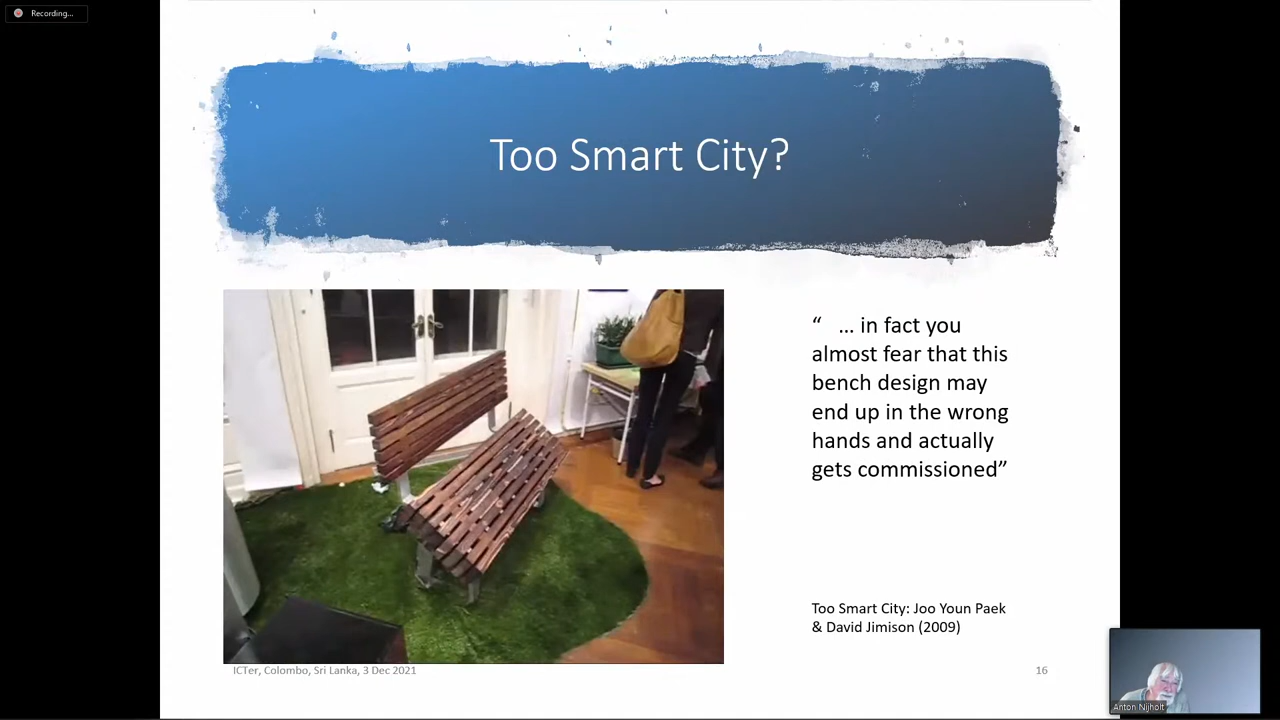 Recording...
Too Smart City?
“ ... in fact you
almost fear that this
bench design may
end up in the wrong
hands and actually
gets commissioned”
Too Smart City: Joo Youn Paek
& David Jimison (2009)
ICTer, Colombo, Sri Lanka, 3 Dec 2021
16
Anton Nijholt